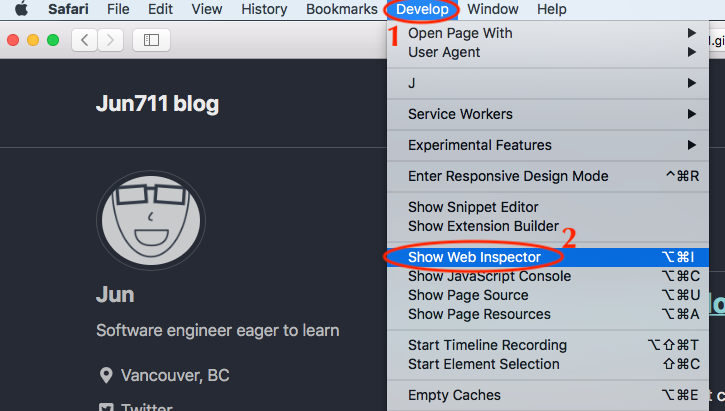 Safari File Edit View History Bookmarks Develop Window Help
1
Open Page With
l.gi
User Agent
J
Jun711 blog
Service Workers
Experimental Features
Enter Responsive Design Mode ^⌘R
Show Snippet Editor
Show Extension Builder
2
Show Web Inspector ⌥⌘I
Show JavaScript Console ⌥⌘C
Show Page Source ⌥⌘U
Show Page Resources ⌥⌘A
Jun
Software engineer eager to learn
Start Timeline Recording ⌥⇧⌘T
Start Element Selection ⇧⌘C
Vancouver, BC
Empty Caches ⌥⌘E
t c
Twitter